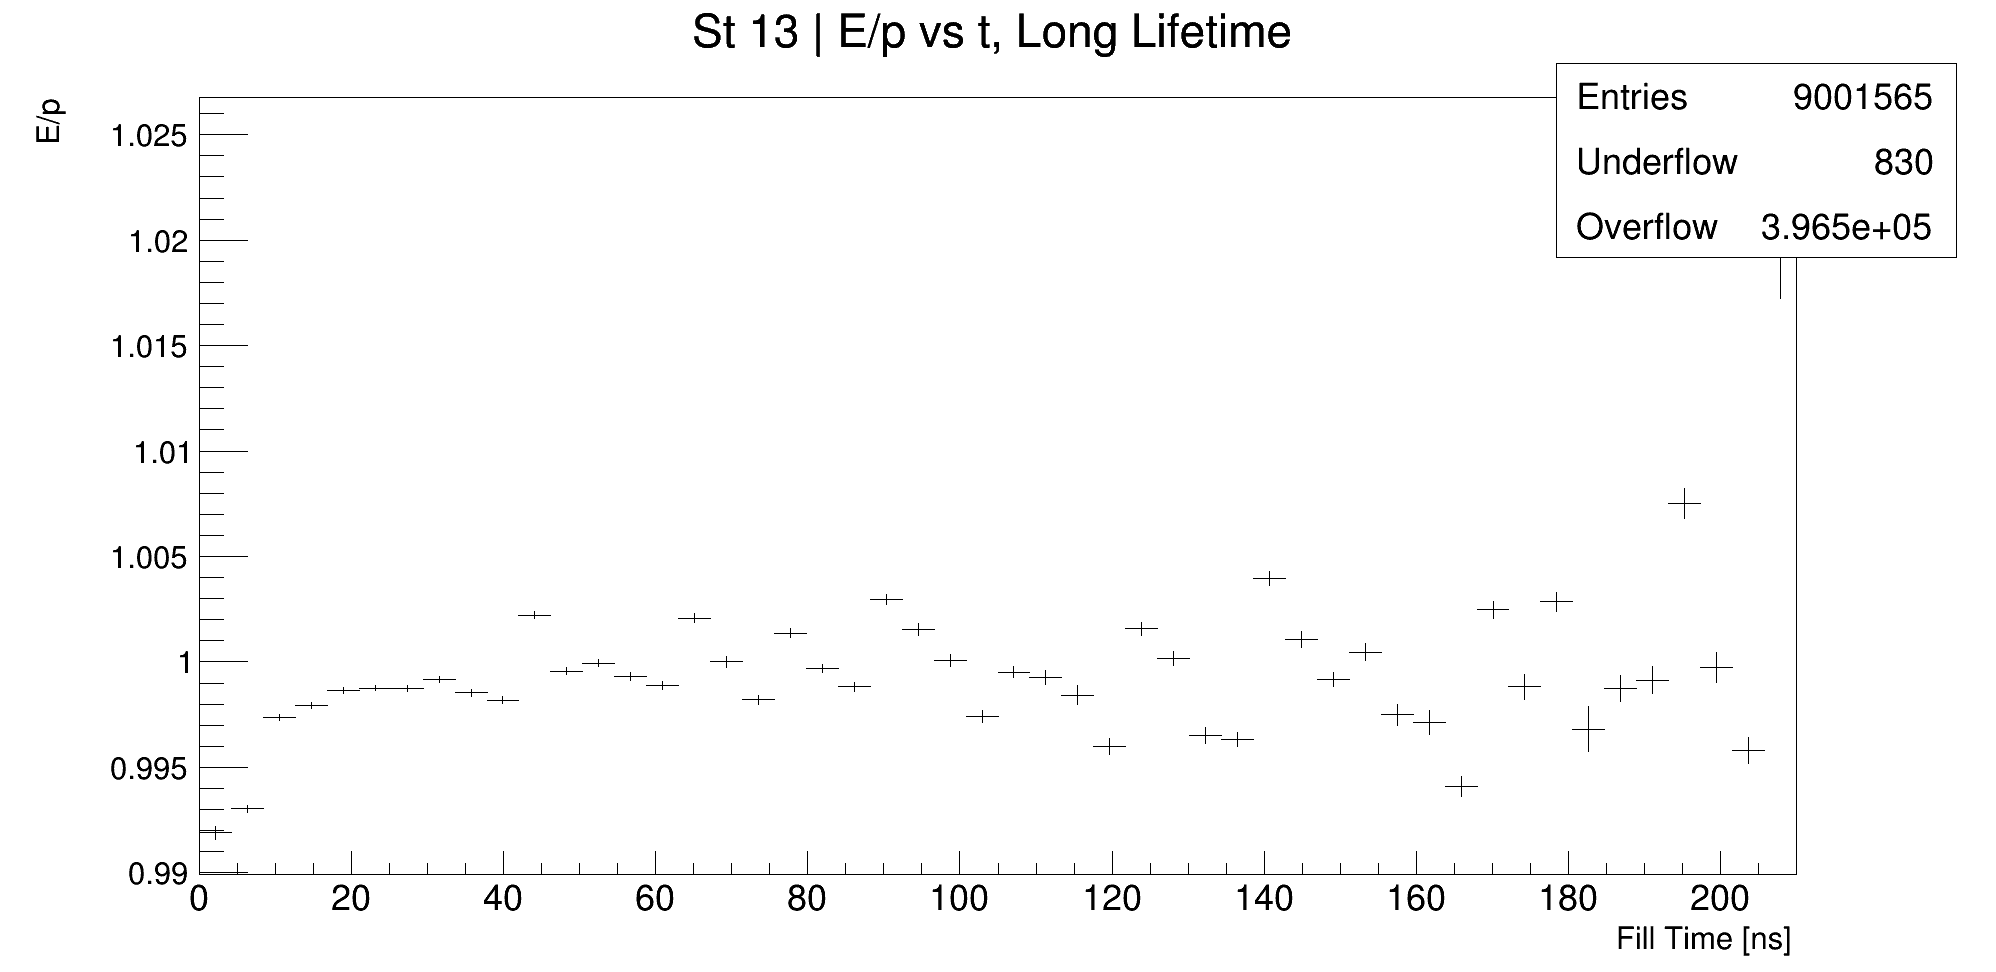 St 13 | E/p vs t, Long Lifetime
Entries 9001565
Underflow 830
Overflow 3.965e+05
E/p
1.025
1.02
1.015
1.01
1.005
1
0.995
0.99
0 20 40 60 80 100 120 140 160 180 200
Fill Time [ns]